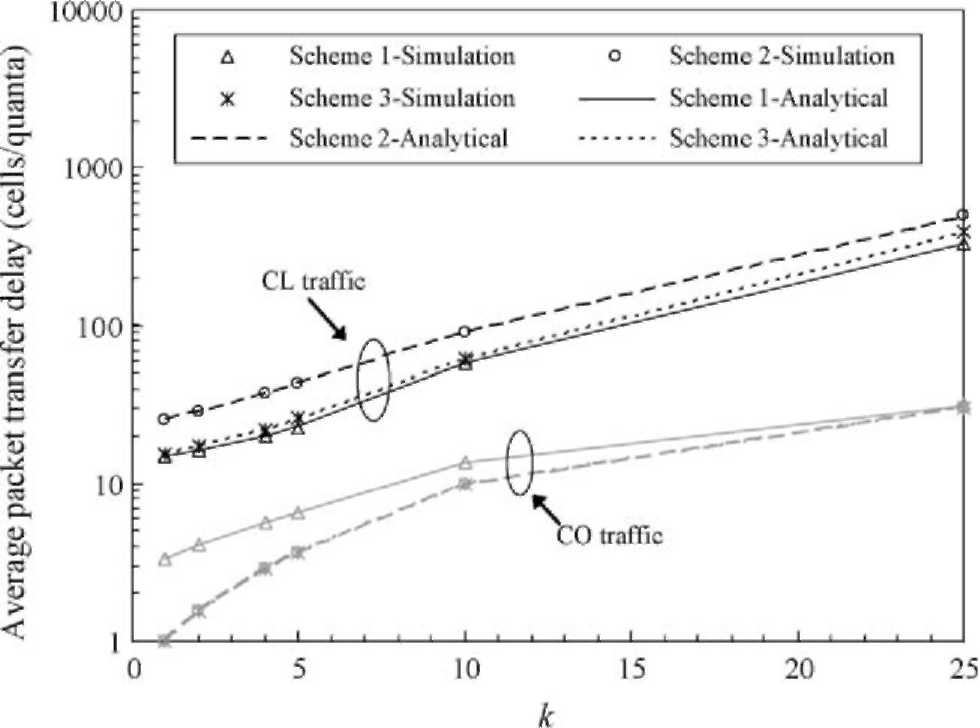 Average packet transfer delay (cells/quanta)
10000
1000
100
10
1
Scheme 1-Simulation
Scheme 2-Simulation
Scheme 3-Simulation
Scheme 1-Analytical
Scheme 2-Analytical
Scheme 3-Analytical
CL traffic
CO traffic
0 5 10 15 20 25
k